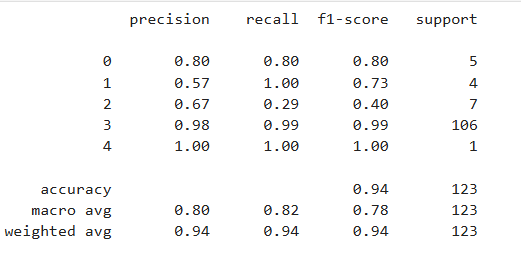 precision recall f1-score support
0 0.80 0.80 0.80 5
1 0.57 1.00 0.73 4
2 0.67 0.29 0.40 7
3 0.98 0.99 0.99 106
4 1.00 1.00 1.00 1
accuracy 0.94 123
macro avg 0.80 0.82 0.78 123
weighted avg 0.94 0.94 0.94 123